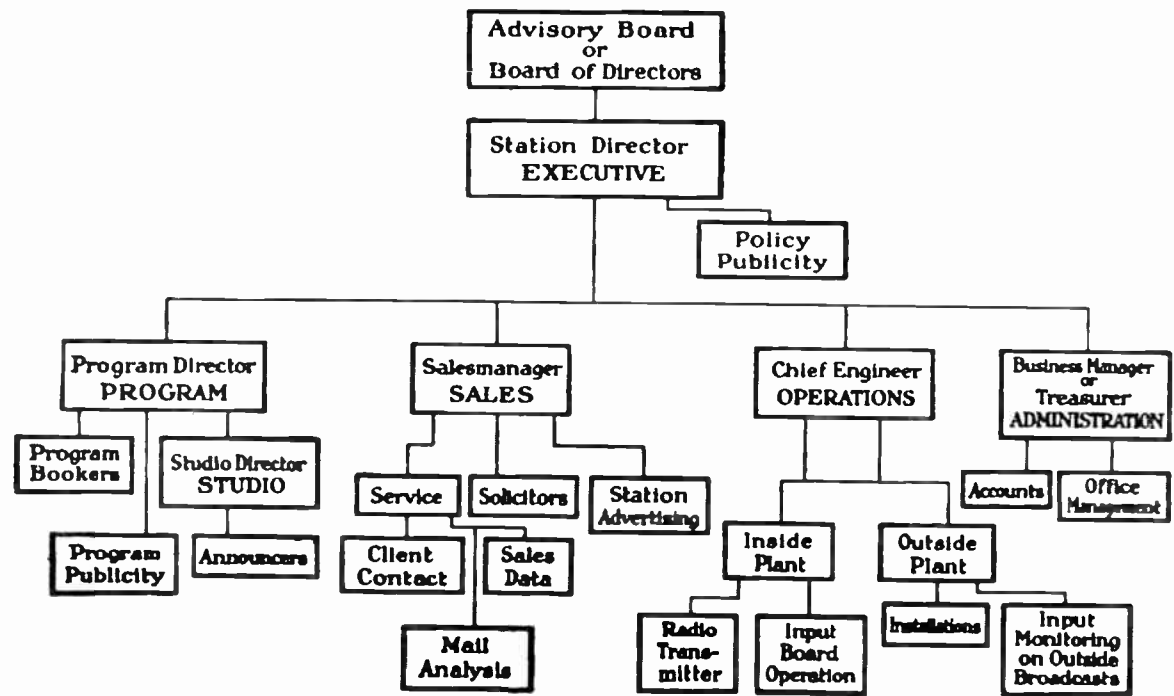 Advisory Board
or
Board of Directors
Station Director
EXECUTIVE
Policy
Publicity
Program Director
PROGRAM
Salesmanager
SALES
Chief Engineer
OPERATIONS
Business Manager
or
Treasurer
ADMINISTRATION
Program
Bookers
Studio Director
STUDIO
Program
Publicity
Announcers
Service
Solicitors
Station
Advertising
Client
Contact
Sales
Data
Mail
Analysis
Inside
Plant
Outside
Plant
Radio
Trans-
mitter
Input
Board
Operation
Installations
Input
Monitoring
on Outside
Broadcasts
Accounts
Office
Management